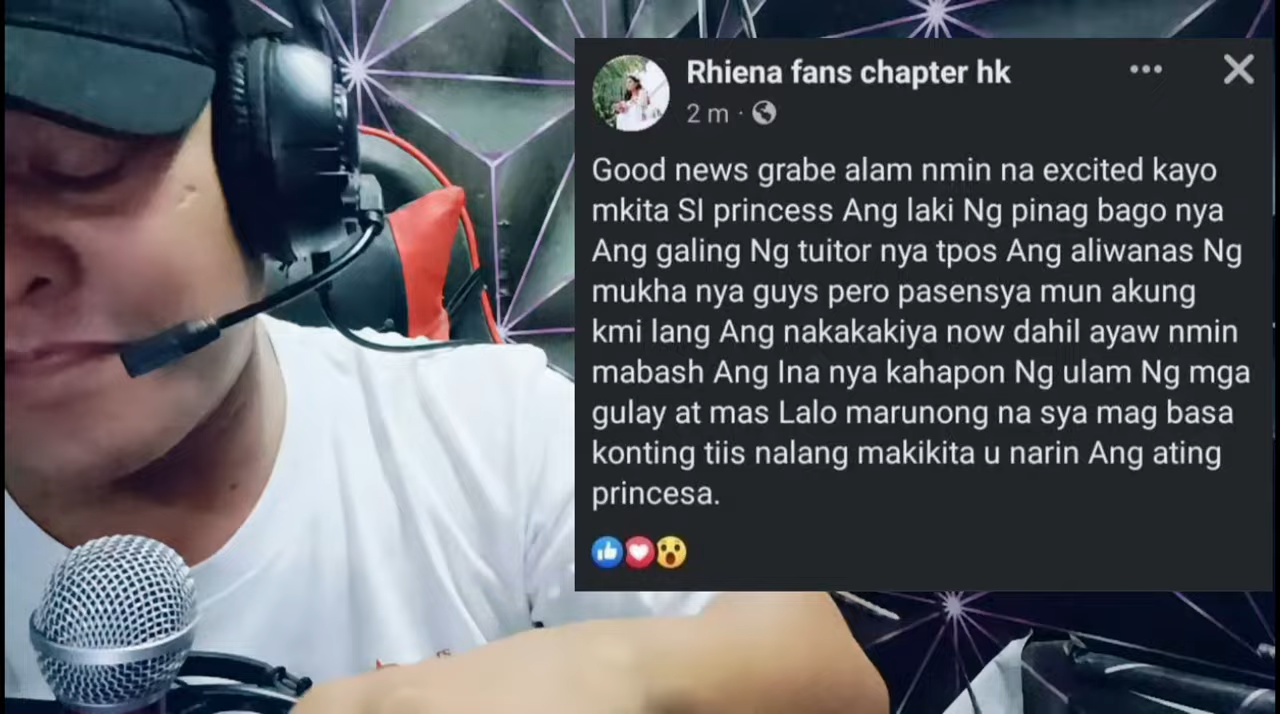 Rhiena fans chapter hk
2 m
Good news grabe alam nmin na excited kayo
mkita SI princess Ang laki Ng pinag bago nya
Ang galing Ng tuitor nya tpos Ang aliwanas Ng
mukha nya guys pero pasensya mun akung
kmi lang Ang nakakakiya now dahil ayaw nmin
mabash Ang Ina nya kahapon Ng ulam Ng mga
gulay at mas Lalo marunong na sya mag basa
konting tiis nalang makikita u narin Ang ating
princesa.